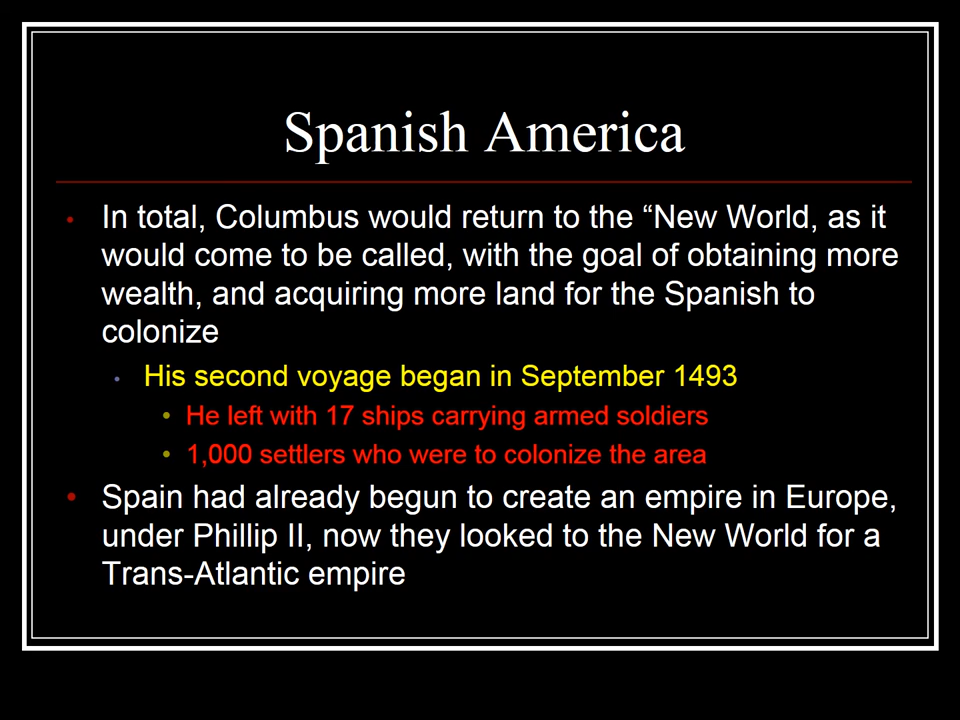 Spanish America
• In total, Columbus would return to the “New World, as it
would come to be called, with the goal of obtaining more
wealth, and acquiring more land for the Spanish to
colonize
• His second voyage began in September 1493
• He left with 17 ships carrying armed soldiers
• 1,000 settlers who were to colonize the area
• Spain had already begun to create an empire in Europe,
under Phillip II, now they looked to the New World for a
Trans-Atlantic empire